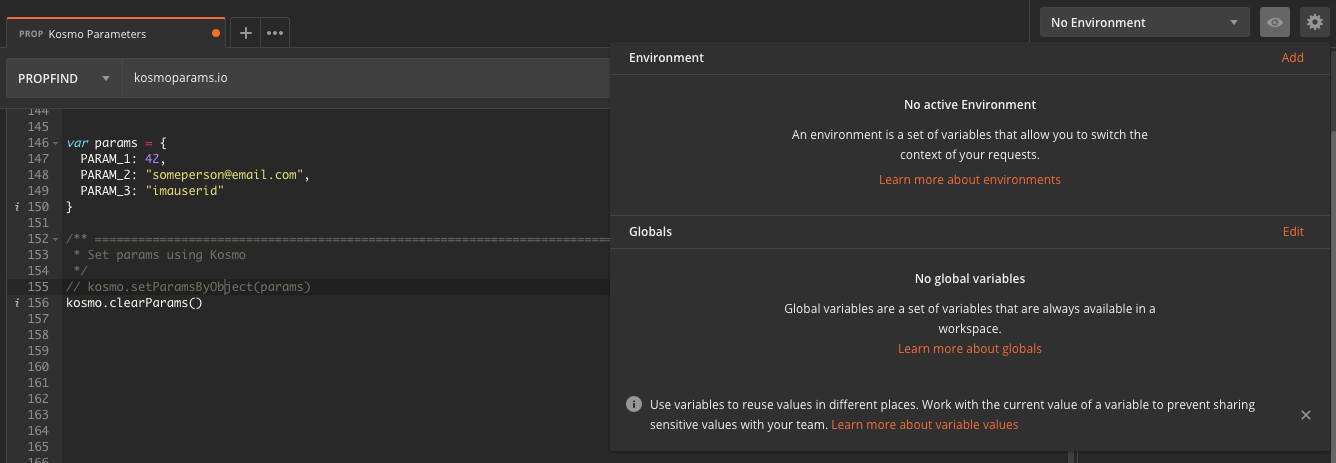 PROP Kosmo Parameters
No Environment
PROPFIND kosmoparams.io
144
145
146 var params = {
147 PARAM_1: 42,
148 PARAM_2: "someperson@email.com",
149 PARAM_3: "imauserid"
i 150 }
151
152 /** ========================================================================
153 * Set params using Kosmo
154 */
155 // kosmo.setParamsByObject(params)
i 156 kosmo.clearParams()
157
158
159
160
161
162
163
164
165
166
Environment Add
No active Environment
An environment is a set of variables that allow you to switch the
context of your requests.
Learn more about environments
Globals Edit
No global variables
Global variables are a set of variables that are always available in a
workspace.
Learn more about globals
Use variables to reuse values in different places. Work with the current value of a variable to prevent sharing
sensitive values with your team. Learn more about variable values